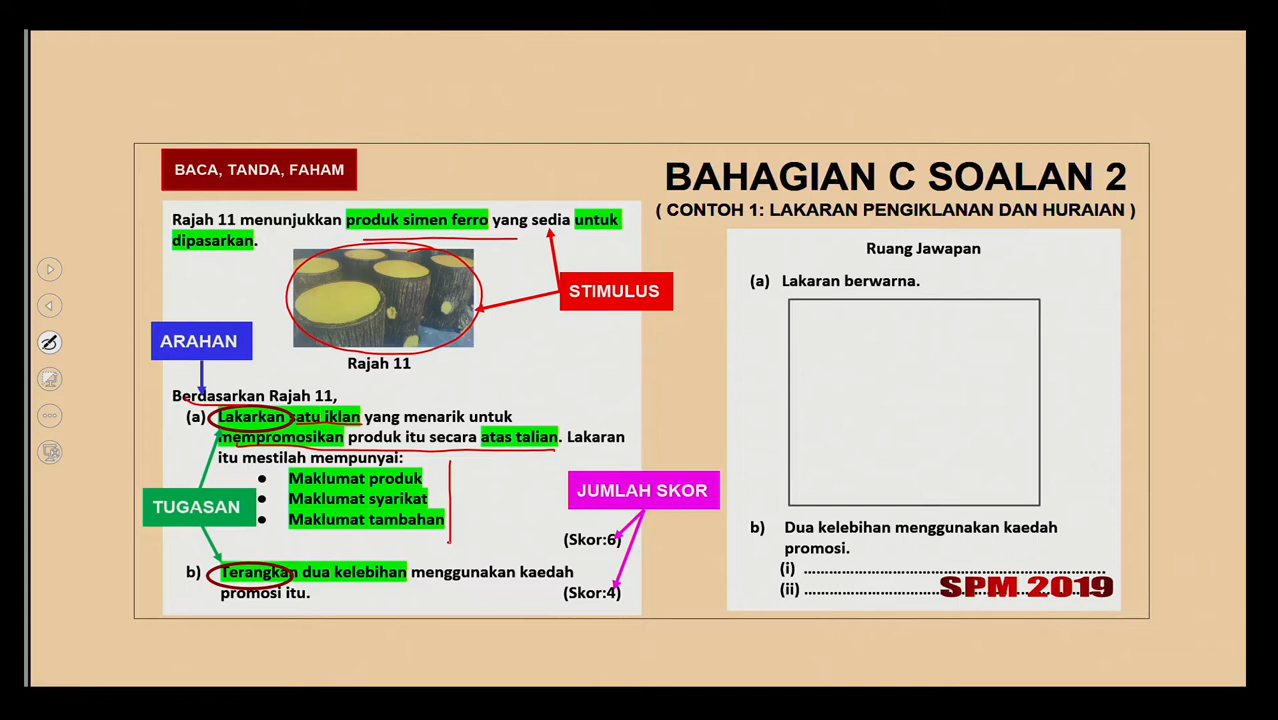 BACA, TANDA, FAHAM
BAHAGIAN C SOALAN 2
( CONTOH 1: LAKARAN PENGIKLANAN DAN HURAIAN )
Rajah 11 menunjukkan produk simen ferro yang sedia untuk
dipasarkan.
STIMULUS
ARAHAN
Rajah 11
Berdasarkan Rajah 11,
(a) Lakarkan satu iklan yang menarik untuk
mempromosikan produk itu secara atas talian. Lakaran
itu mestilah mempunyai:
● Maklumat produk
● Maklumat syarikat
● Maklumat tambahan
TUGASAN
JUMLAH SKOR
(Skor:6)
b) Terangkan dua kelebihan menggunakan kaedah
promosi itu. (Skor:4)
Ruang Jawapan
(a) Lakaran berwarna.
b) Dua kelebihan menggunakan kaedah
promosi.
(i) ........................................................................
(ii) ........................................................................
SPM 2019